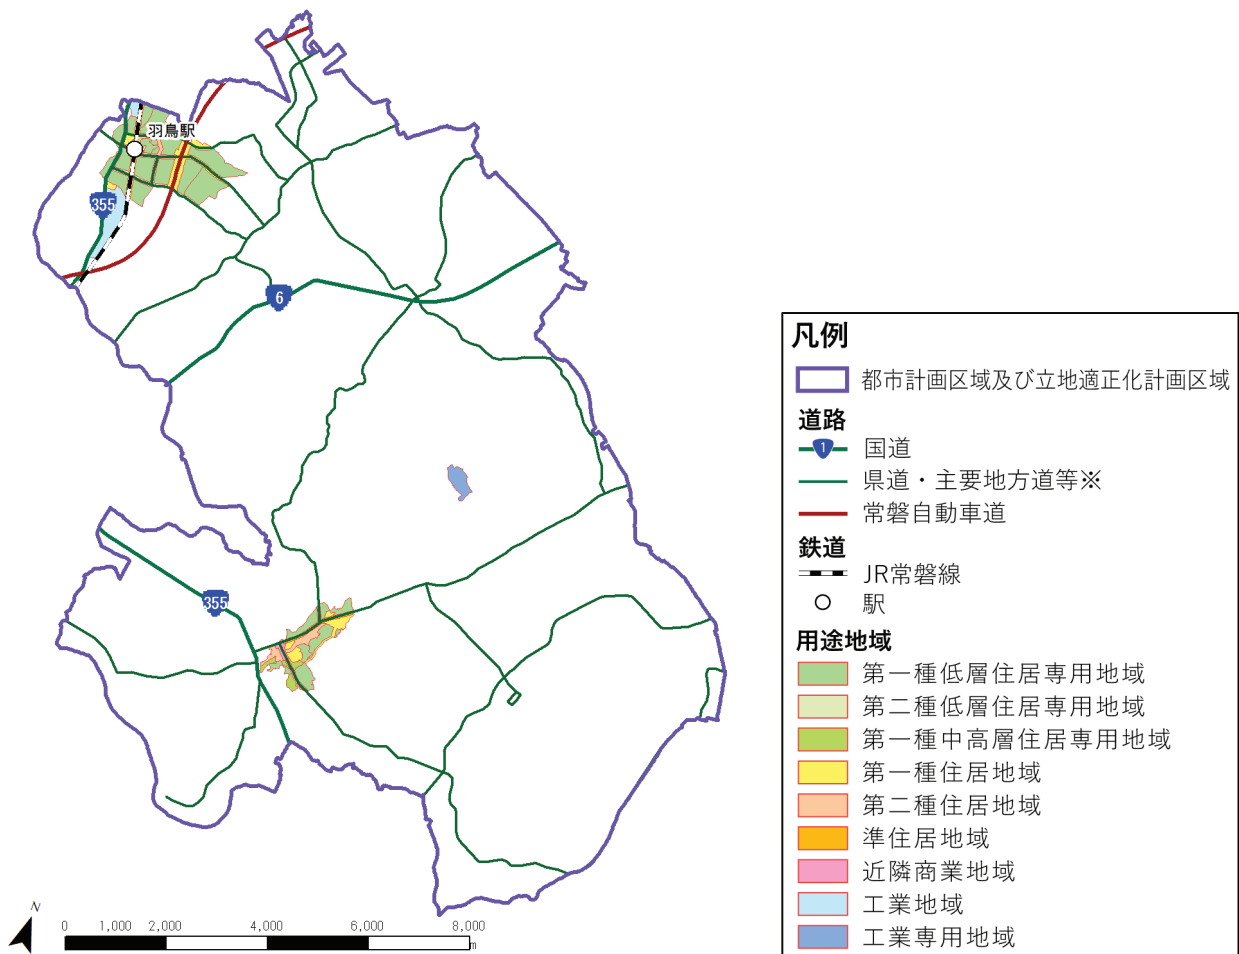 羽鳥駅
355
6
355
凡例
都市計画区域及び立地適正化計画区域
道路
1
国道
県道・主要地方道等※
常磐自動車道
鉄道
JR常磐線
駅
用途地域
第一種低層住居専用地域
第二種低層住居専用地域
第一種中高層住居専用地域
第一種住居地域
第二種住居地域
準住居地域
近隣商業地域
工業地域
工業専用地域
N
0 1,000 2,000 4,000 6,000 8,000
m